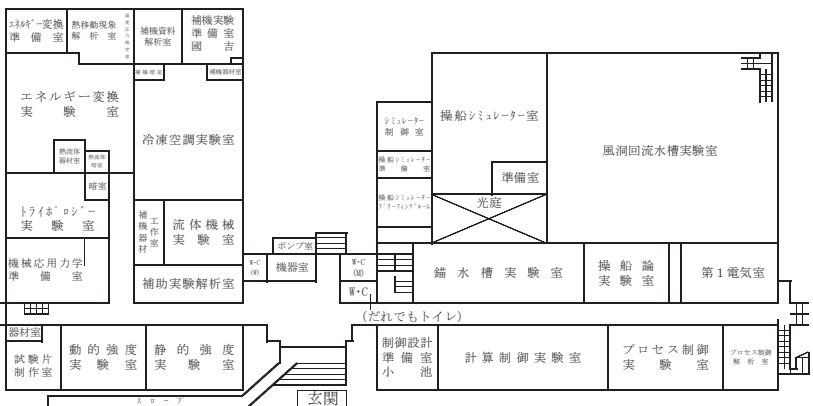 エネルギー変換
準備室
熱移動現象
解析室
補機資料
解析室
補機実験
準備室
國吉
補機暗室
補機器材室
エネルギー変換
実験室
冷凍空調実験室
熱流体
器材室
熱流体
暗室
暗室
トライボロジー
実験室
補機器材
工作室
流体機械
実験室
機械応用力学
準備室
補助実験解析室
ポンプ室
W・C
(W)
機器室
W・C
(M)
W・C
(だれでもトイレ)
シミュレーター
制御室
操船シミュレーター
準備室
操船シミュレータ
ブリーフィングルーム
操船シミュレーター室
準備室
光庭
風洞回流水槽実験室
錨水槽実験室
操船論
実験室
第1電気室
器材室
試験片
制作室
動的強度
実験室
静的強度
実験室
スロープ
玄関
制御設計
準備室
小池
計算制御実験室
プロセス制御
実験室
プロセス制御
解析室